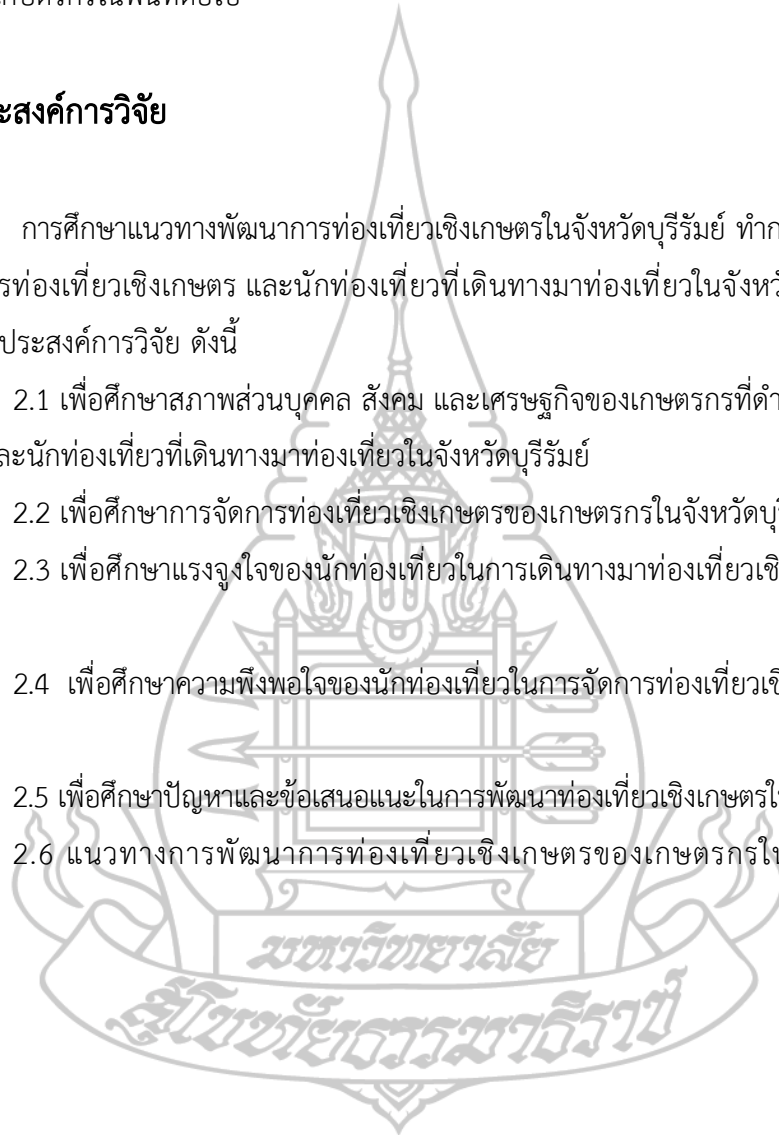 ะสงค์การวิจัย
การศึกษาแนวทางพัฒนาการท่องเที่ยวเชิงเกษตรในจังหวัดบุรีรัมย์ ทำก
รท่องเที่ยวเชิงเกษตร และนักท่องเที่ยวที่เดินทางมาท่องเที่ยวในจังหวั
ประสงค์การวิจัย ดังนี้
2.1 เพื่อศึกษาสภาพส่วนบุคคล สังคม และเศรษฐกิจของเกษตรกรที่ดำ
ละนักท่องเที่ยวที่เดินทางมาท่องเที่ยวในจังหวัดบุรีรัมย์
2.2 เพื่อศึกษาการจัดการท่องเที่ยวเชิงเกษตรของเกษตรกรในจังหวัดบุรี
2.3 เพื่อศึกษาแรงจูงใจของนักท่องเที่ยวในการเดินทางมาท่องเที่ยวเชิ
2.4 เพื่อศึกษาความพึงพอใจของนักท่องเที่ยวในการจัดการท่องเที่ยวเชิ
2.5 เพื่อศึกษาปัญหาและข้อเสนอแนะในการพัฒนาท่องเที่ยวเชิงเกษตรใ
2.6 แนวทางการพัฒนาการท่องเที่ยวเชิงเกษตรของเกษตรกรใน
มหาวิทยาลัย
สุโขทัยธรรมาธิราช